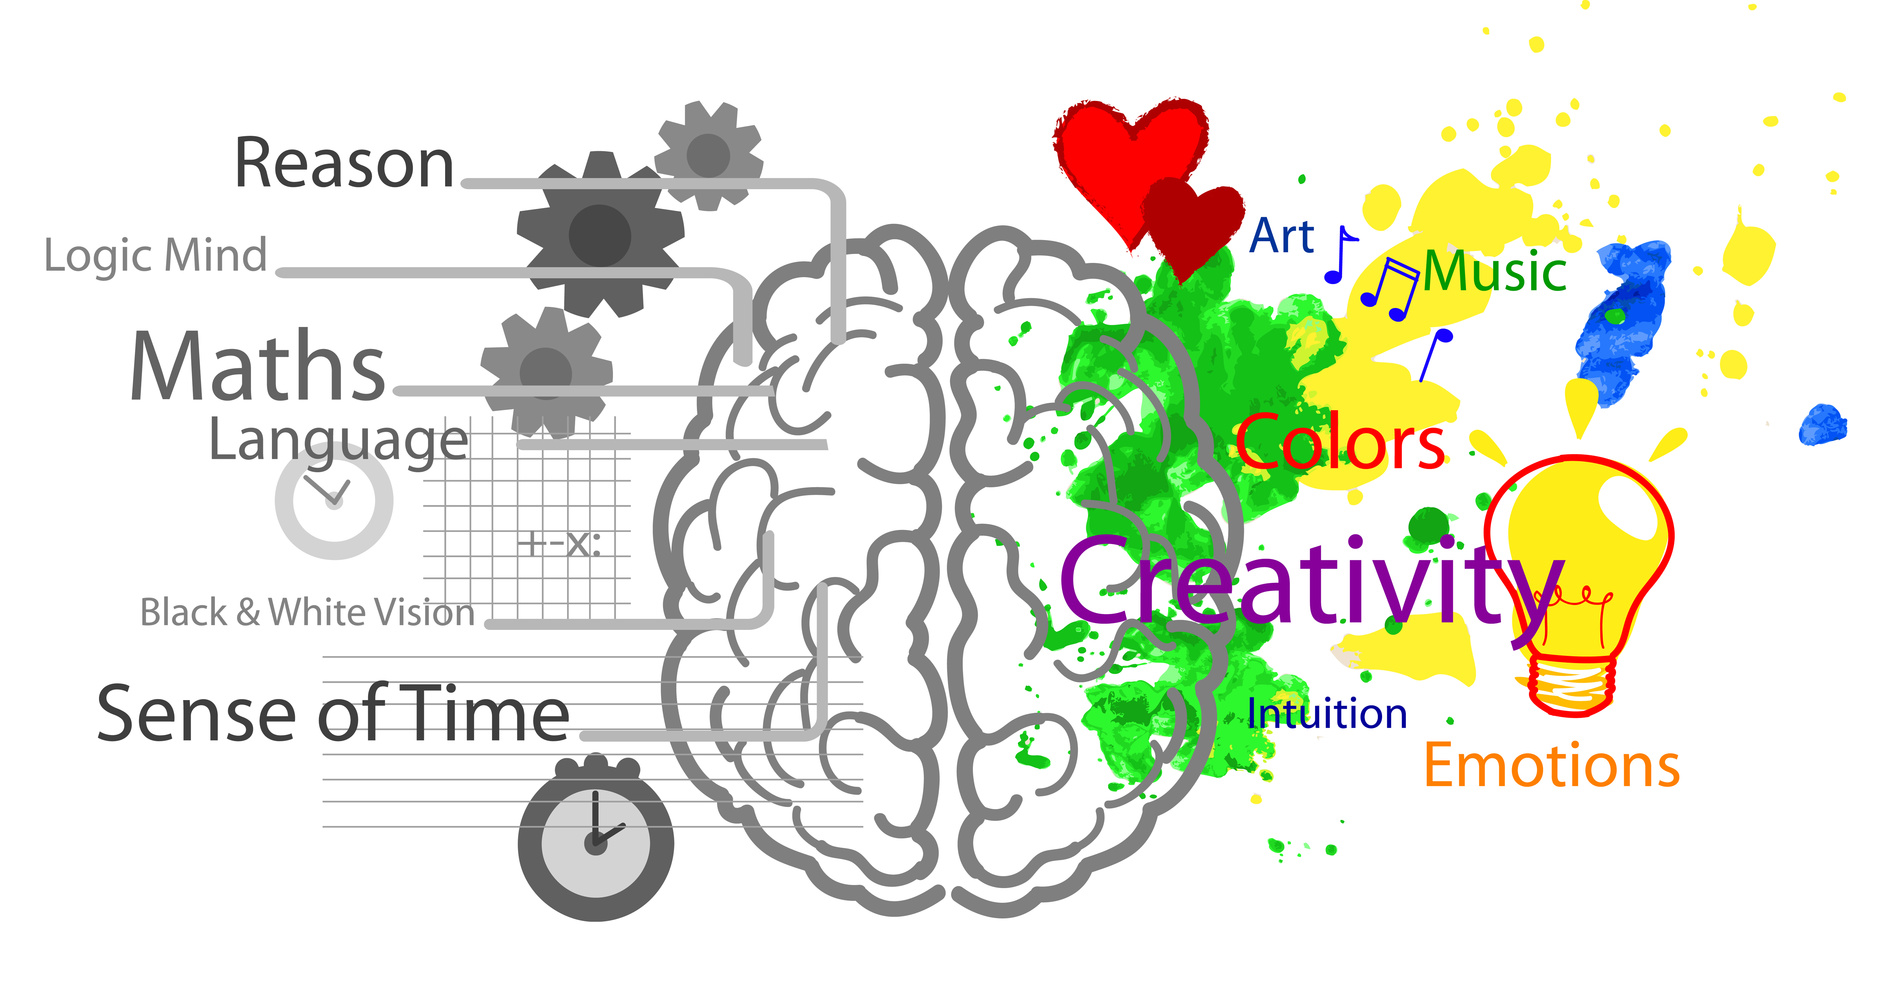 Reason
Logic Mind
Maths
Language
+-x:
Black & White Vision
Sense of Time
Art
Music
Colors
Creativity
Intuition
Emotions